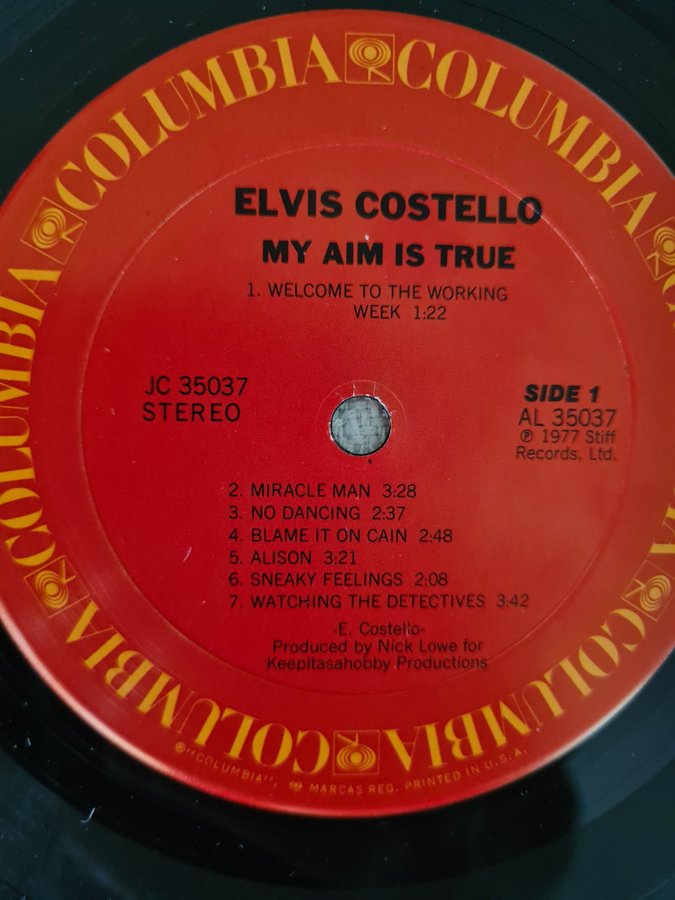 COLUMBIA
COLUMBIA
ELVIS COSTELLO
MY AIM IS TRUE
1. WELCOME TO THE WORKING
WEEK 1:22
JC 35037
STEREO
SIDE 1
AL 35037
℗ 1977 Stiff
Records, Ltd.
2. MIRACLE MAN 3:28
3. NO DANCING 2:37
4. BLAME IT ON CAIN 2:48
5. ALISON 3:21
6. SNEAKY FEELINGS 2:08
7. WATCHING THE DETECTIVES 3:42
-E. Costello-
Produced by Nick Lowe for
Keepitasahobby Productions
COLUMBIA
COLUMBIA
COLUMBIA
COLUMBIA
®"COLUMBIA", MARCAS REG. PRINTED IN U.S.A.